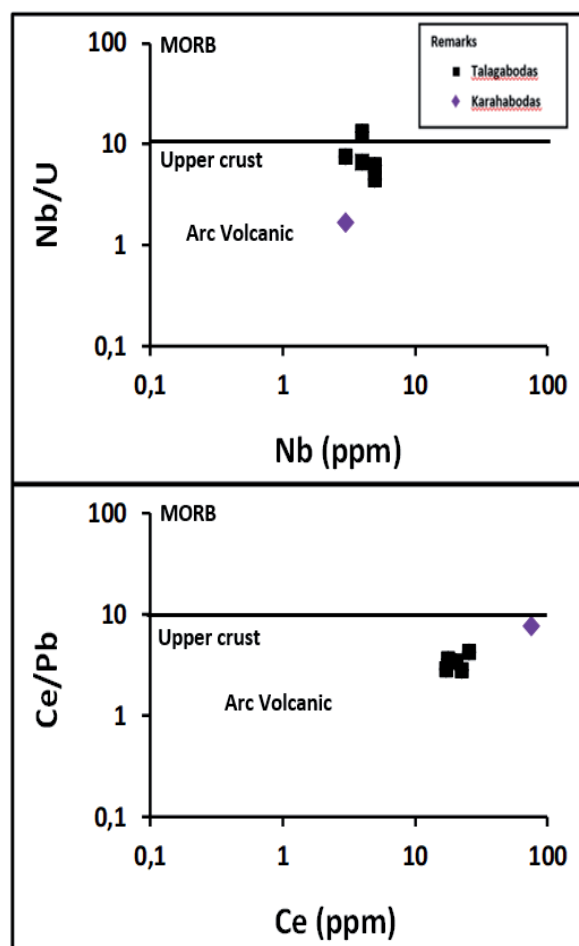 100
MORB
Remarks
Talagabodas
Karahabodas
10
Upper crust
Nb/U
1
Arc Volcanic
0,1
0,1
1
10
100
Nb (ppm)
100
MORB
10
Upper crust
Ce/Pb
1
Arc Volcanic
0,1
0,1
1
10
100
Ce (ppm)